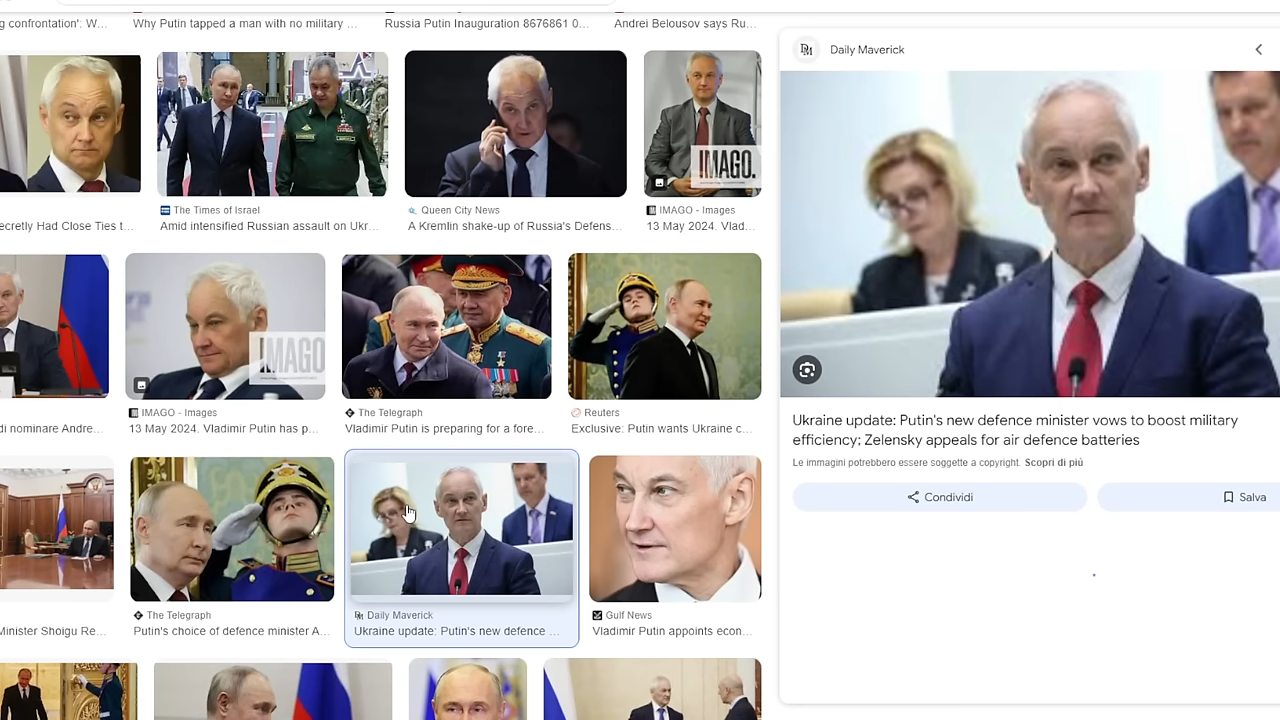 g confrontation': W...
Why Putin tapped a man with no military ...
Russia Putin Inauguration 8676861 0...
Andrei Belousov says Ru...
DM Daily Maverick
IMAGO.
The Times of Israel
Queen City News
IMAGO - Images
ecretly Had Close Ties t...
Amid intensified Russian assault on Ukr...
A Kremlin shake-up of Russia's Defens...
13 May 2024. Vlad...
IMAGO
IMAGO - Images
The Telegraph
Reuters
di nominare Andre...
13 May 2024. Vladimir Putin has p...
Vladimir Putin is preparing for a fore...
Exclusive: Putin wants Ukraine c...
Ukraine update: Putin's new defence minister vows to boost military
efficiency; Zelensky appeals for air defence batteries
Le immagini potrebbero essere soggette a copyright. Scopri di più
Condividi
Salva
The Telegraph
Daily Maverick
Gulf News
Minister Shoigu Re...
Putin's choice of defence minister A...
Ukraine update: Putin's new defence ...
Vladimir Putin appoints econ...